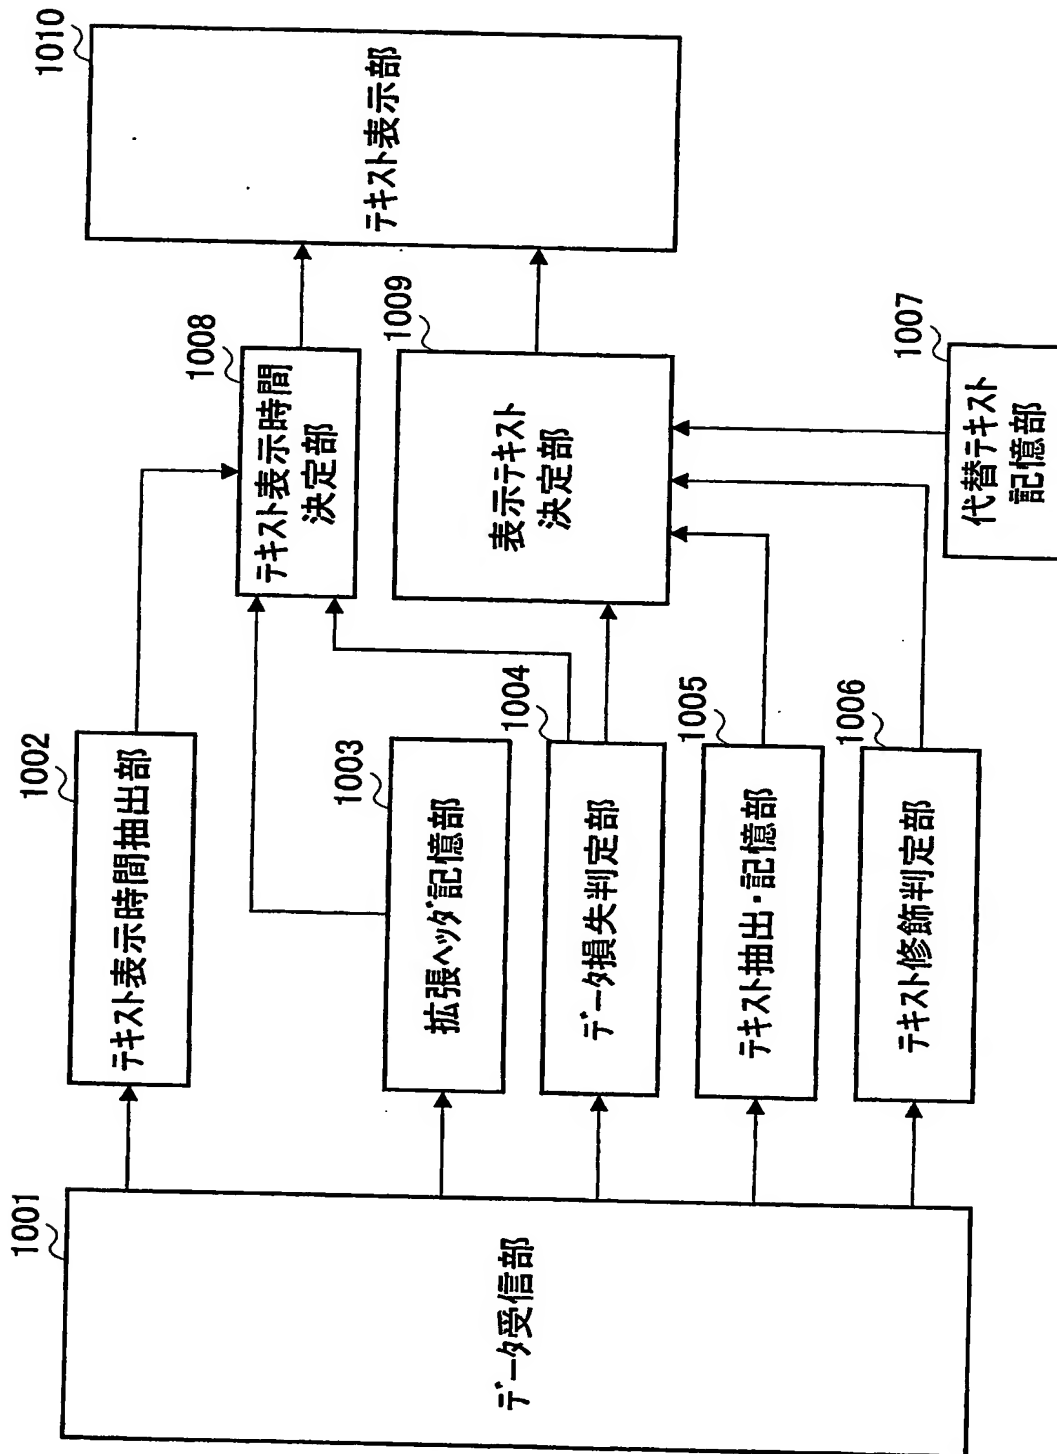 1001
データ受信部
1002
テキスト表示時間抽出部
1003
拡張ヘッダ記憶部
1004
データ損失判定部
1005
テキスト抽出・記憶部
1006
テキスト修飾判定部
1007
代替テキスト
記憶部
1008
テキスト表示時間
決定部
1009
表示テキスト
決定部
1010
テキスト表示部